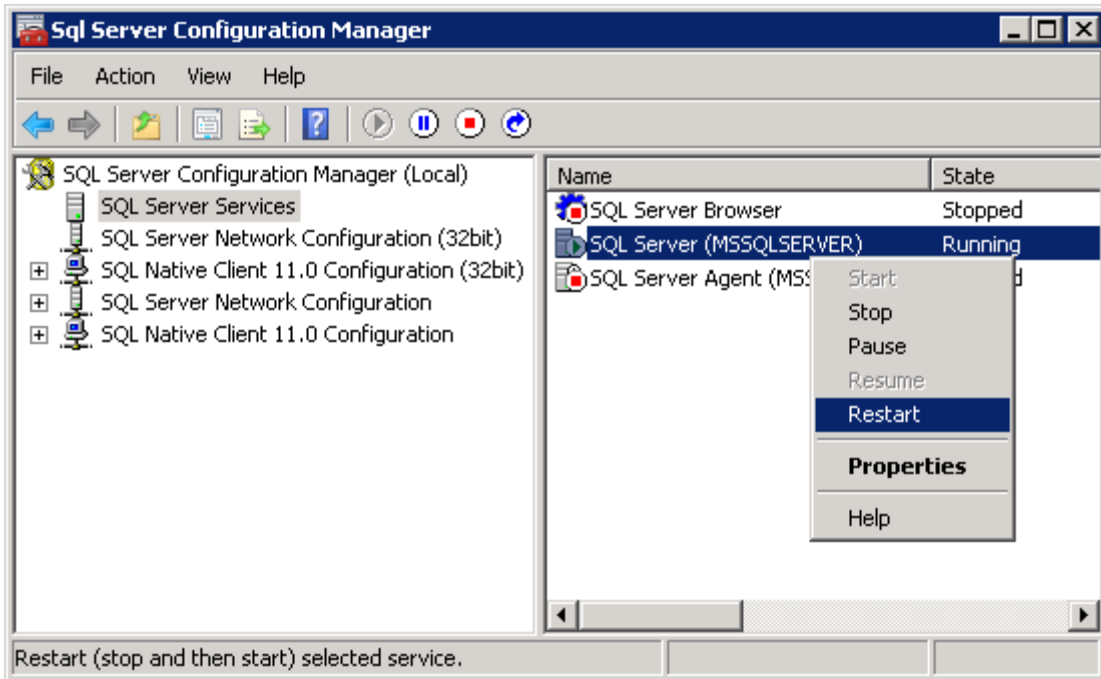 Sql Server Configuration Manager
File Action View Help
SQL Server Configuration Manager (Local)
SQL Server Services
SQL Server Network Configuration (32bit)
SQL Native Client 11.0 Configuration (32bit)
SQL Server Network Configuration
SQL Native Client 11.0 Configuration
Name State
SQL Server Browser Stopped
SQL Server (MSSQLSERVER) Running
SQL Server Agent (MSS
Start
Stop
Pause
Resume
Restart
Properties
Help
Restart (stop and then start) selected service.